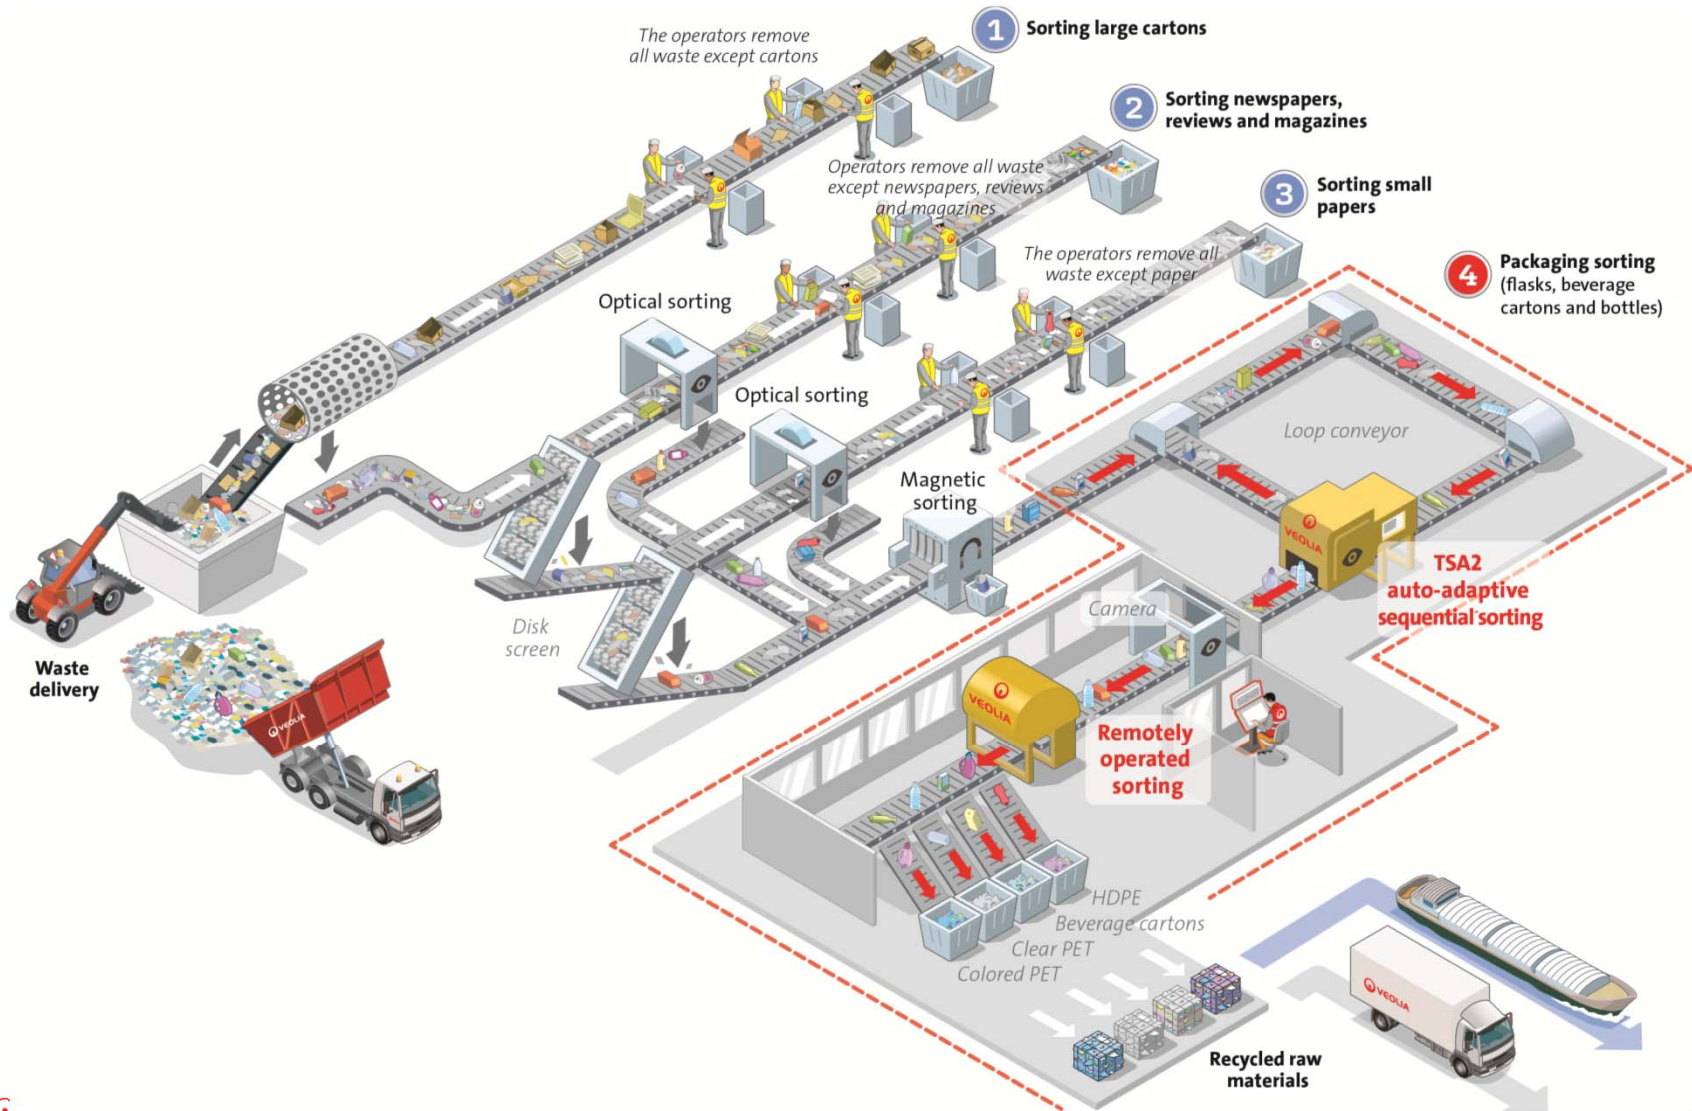 The operators remove
all waste except cartons
1
Sorting large cartons
2
Sorting newspapers,
reviews and magazines
Operators remove all waste
except newspapers, reviews
and magazines
3
Sorting small
papers
The operators remove all
waste except paper
4
Packaging sorting
(flasks, beverage
cartons and bottles)
Optical sorting
Optical sorting
Magnetic
sorting
Loop conveyor
VEOLIA
TSA2
auto-adaptive
sequential sorting
Camera
Disk
screen
Waste
delivery
VEOLIA
VEOLIA
Remotely
operated
sorting
HDPE
Beverage cartons
Clear PET
Colored PET
VEOLIA
Recycled raw
materials